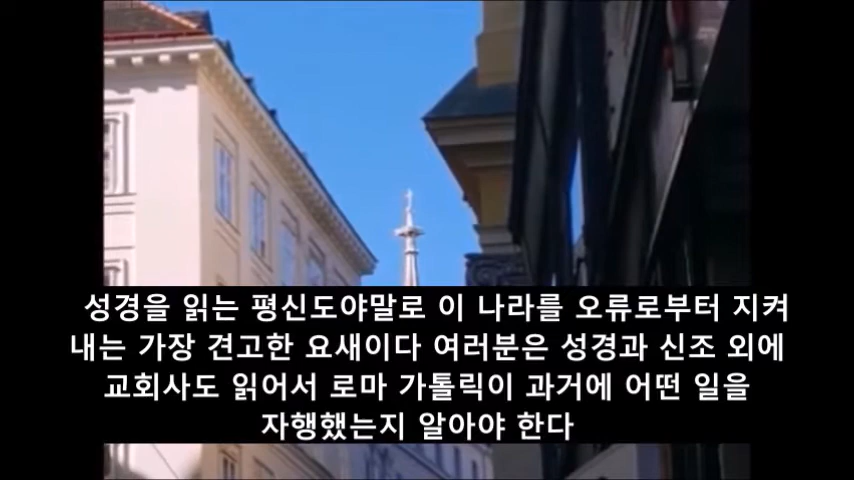 성경을 읽는 평신도야말로 이 나라를 오류로부터 지켜
내는 가장 견고한 요새이다 여러분은 성경과 신조 외에
교회사도 읽어서 로마 가톨릭이 과거에 어떤 일을
자행했는지 알아야 한다